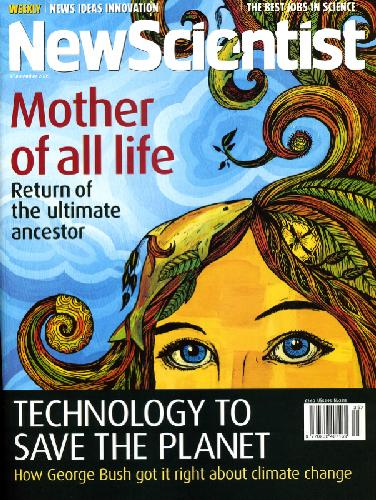 WEEKLY NEWS IDEAS INNOVATION
THE BEST JOBS IN SCIENCE
NewScientist
Mother
of all life
Return of
the ultimate
ancestor
TECHNOLOGY TO
SAVE THE PLANET
How George Bush got it right about climate change